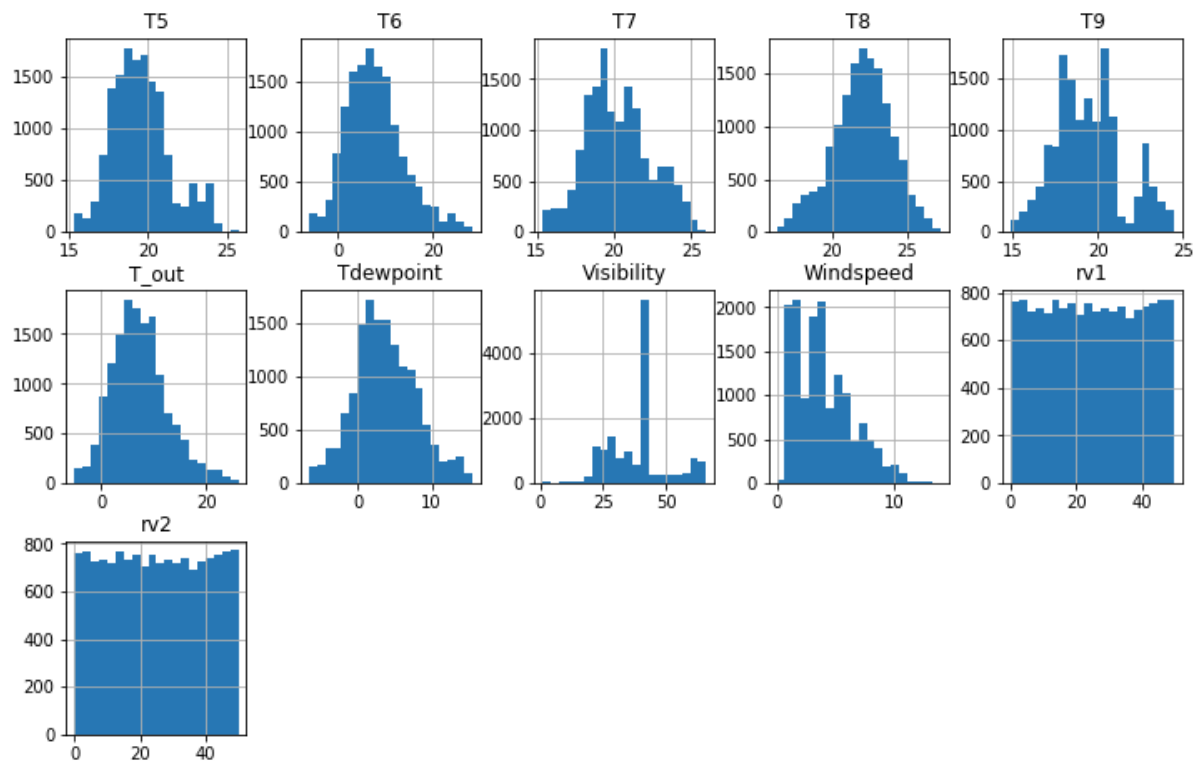 T5 T6 T7 T8 T9
1500 1500 1500 1500 1500
1000 1000 1000 1000 1000
500 500 500 500 500
0 0 0 0 0
15 20 25 0 20 15 20 25 20 25 15 20 25
T_out Tdewpoint Visibility Windspeed rv1
1500 1500 4000 2000 800
1000 1000 2000 1500 600
500 500 0 1000 400
0 0 500 200
0 0
0 20 0 10 0 25 50 0 10 0 20 40
rv2
800
600
400
200
0
0 20 40